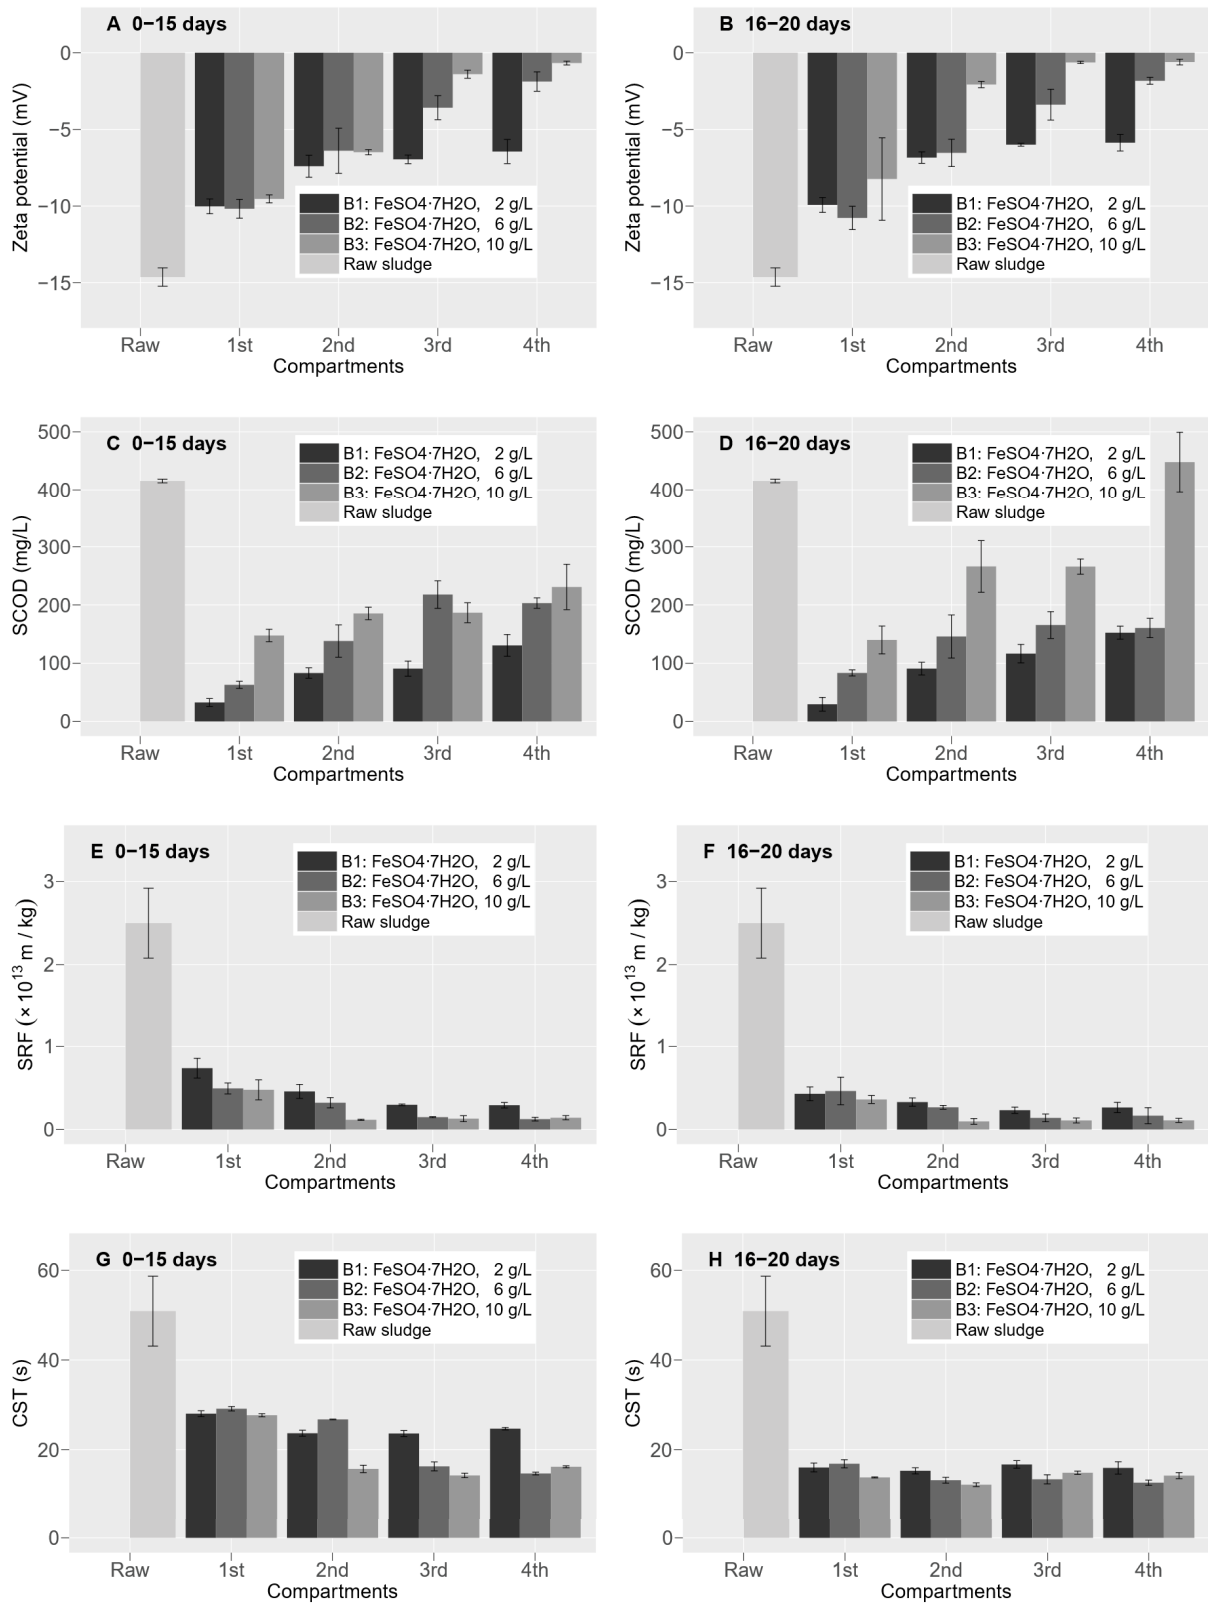 A 0−15 days
0
−5
−10
−15
Zeta potential (mV)
B1: FeSO4·7H2O, 2 g/L
B2: FeSO4·7H2O, 6 g/L
B3: FeSO4·7H2O, 10 g/L
Raw sludge
Raw 1st 2nd 3rd 4th
Compartments
B 16−20 days
0
−5
−10
−15
Zeta potential (mV)
B1: FeSO4·7H2O, 2 g/L
B2: FeSO4·7H2O, 6 g/L
B3: FeSO4·7H2O, 10 g/L
Raw sludge
Raw 1st 2nd 3rd 4th
Compartments
C 0−15 days
500
400
300
200
100
0
SCOD (mg/L)
B1: FeSO4·7H2O, 2 g/L
B2: FeSO4·7H2O, 6 g/L
B3: FeSO4·7H2O, 10 g/L
Raw sludge
Raw 1st 2nd 3rd 4th
Compartments
D 16−20 days
500
400
300
200
100
0
SCOD (mg/L)
B1: FeSO4·7H2O, 2 g/L
B2: FeSO4·7H2O, 6 g/L
B3: FeSO4·7H2O, 10 g/L
Raw sludge
Raw 1st 2nd 3rd 4th
Compartments
E 0−15 days
3
2
1
0
SRF (×10¹³ m / kg)
B1: FeSO4·7H2O, 2 g/L
B2: FeSO4·7H2O, 6 g/L
B3: FeSO4·7H2O, 10 g/L
Raw sludge
Raw 1st 2nd 3rd 4th
Compartments
F 16−20 days
3
2
1
0
SRF (×10¹³ m / kg)
B1: FeSO4·7H2O, 2 g/L
B2: FeSO4·7H2O, 6 g/L
B3: FeSO4·7H2O, 10 g/L
Raw sludge
Raw 1st 2nd 3rd 4th
Compartments
G 0−15 days
60
40
20
0
CST (s)
B1: FeSO4·7H2O, 2 g/L
B2: FeSO4·7H2O, 6 g/L
B3: FeSO4·7H2O, 10 g/L
Raw sludge
Raw 1st 2nd 3rd 4th
Compartments
H 16−20 days
60
40
20
0
CST (s)
B1: FeSO4·7H2O, 2 g/L
B2: FeSO4·7H2O, 6 g/L
B3: FeSO4·7H2O, 10 g/L
Raw sludge
Raw 1st 2nd 3rd 4th
Compartments